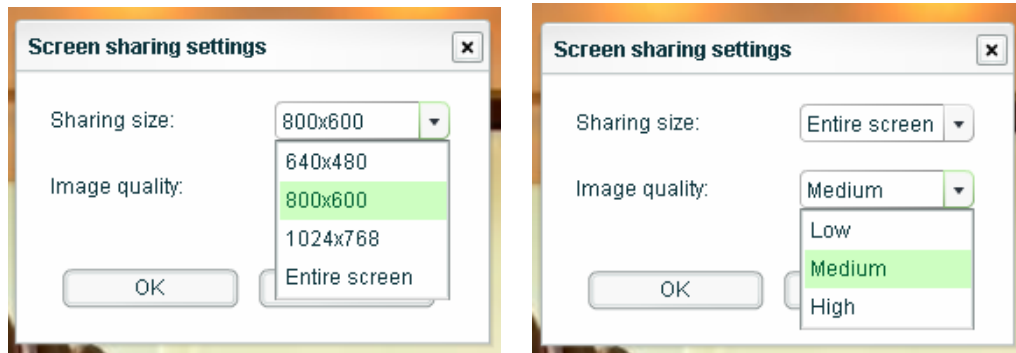 Screen sharing settings
Sharing size:
800x600
640x480
800x600
1024x768
Entire screen
Image quality:
OK
Screen sharing settings
Sharing size:
Entire screen
Image quality:
Medium
Low
Medium
High
OK